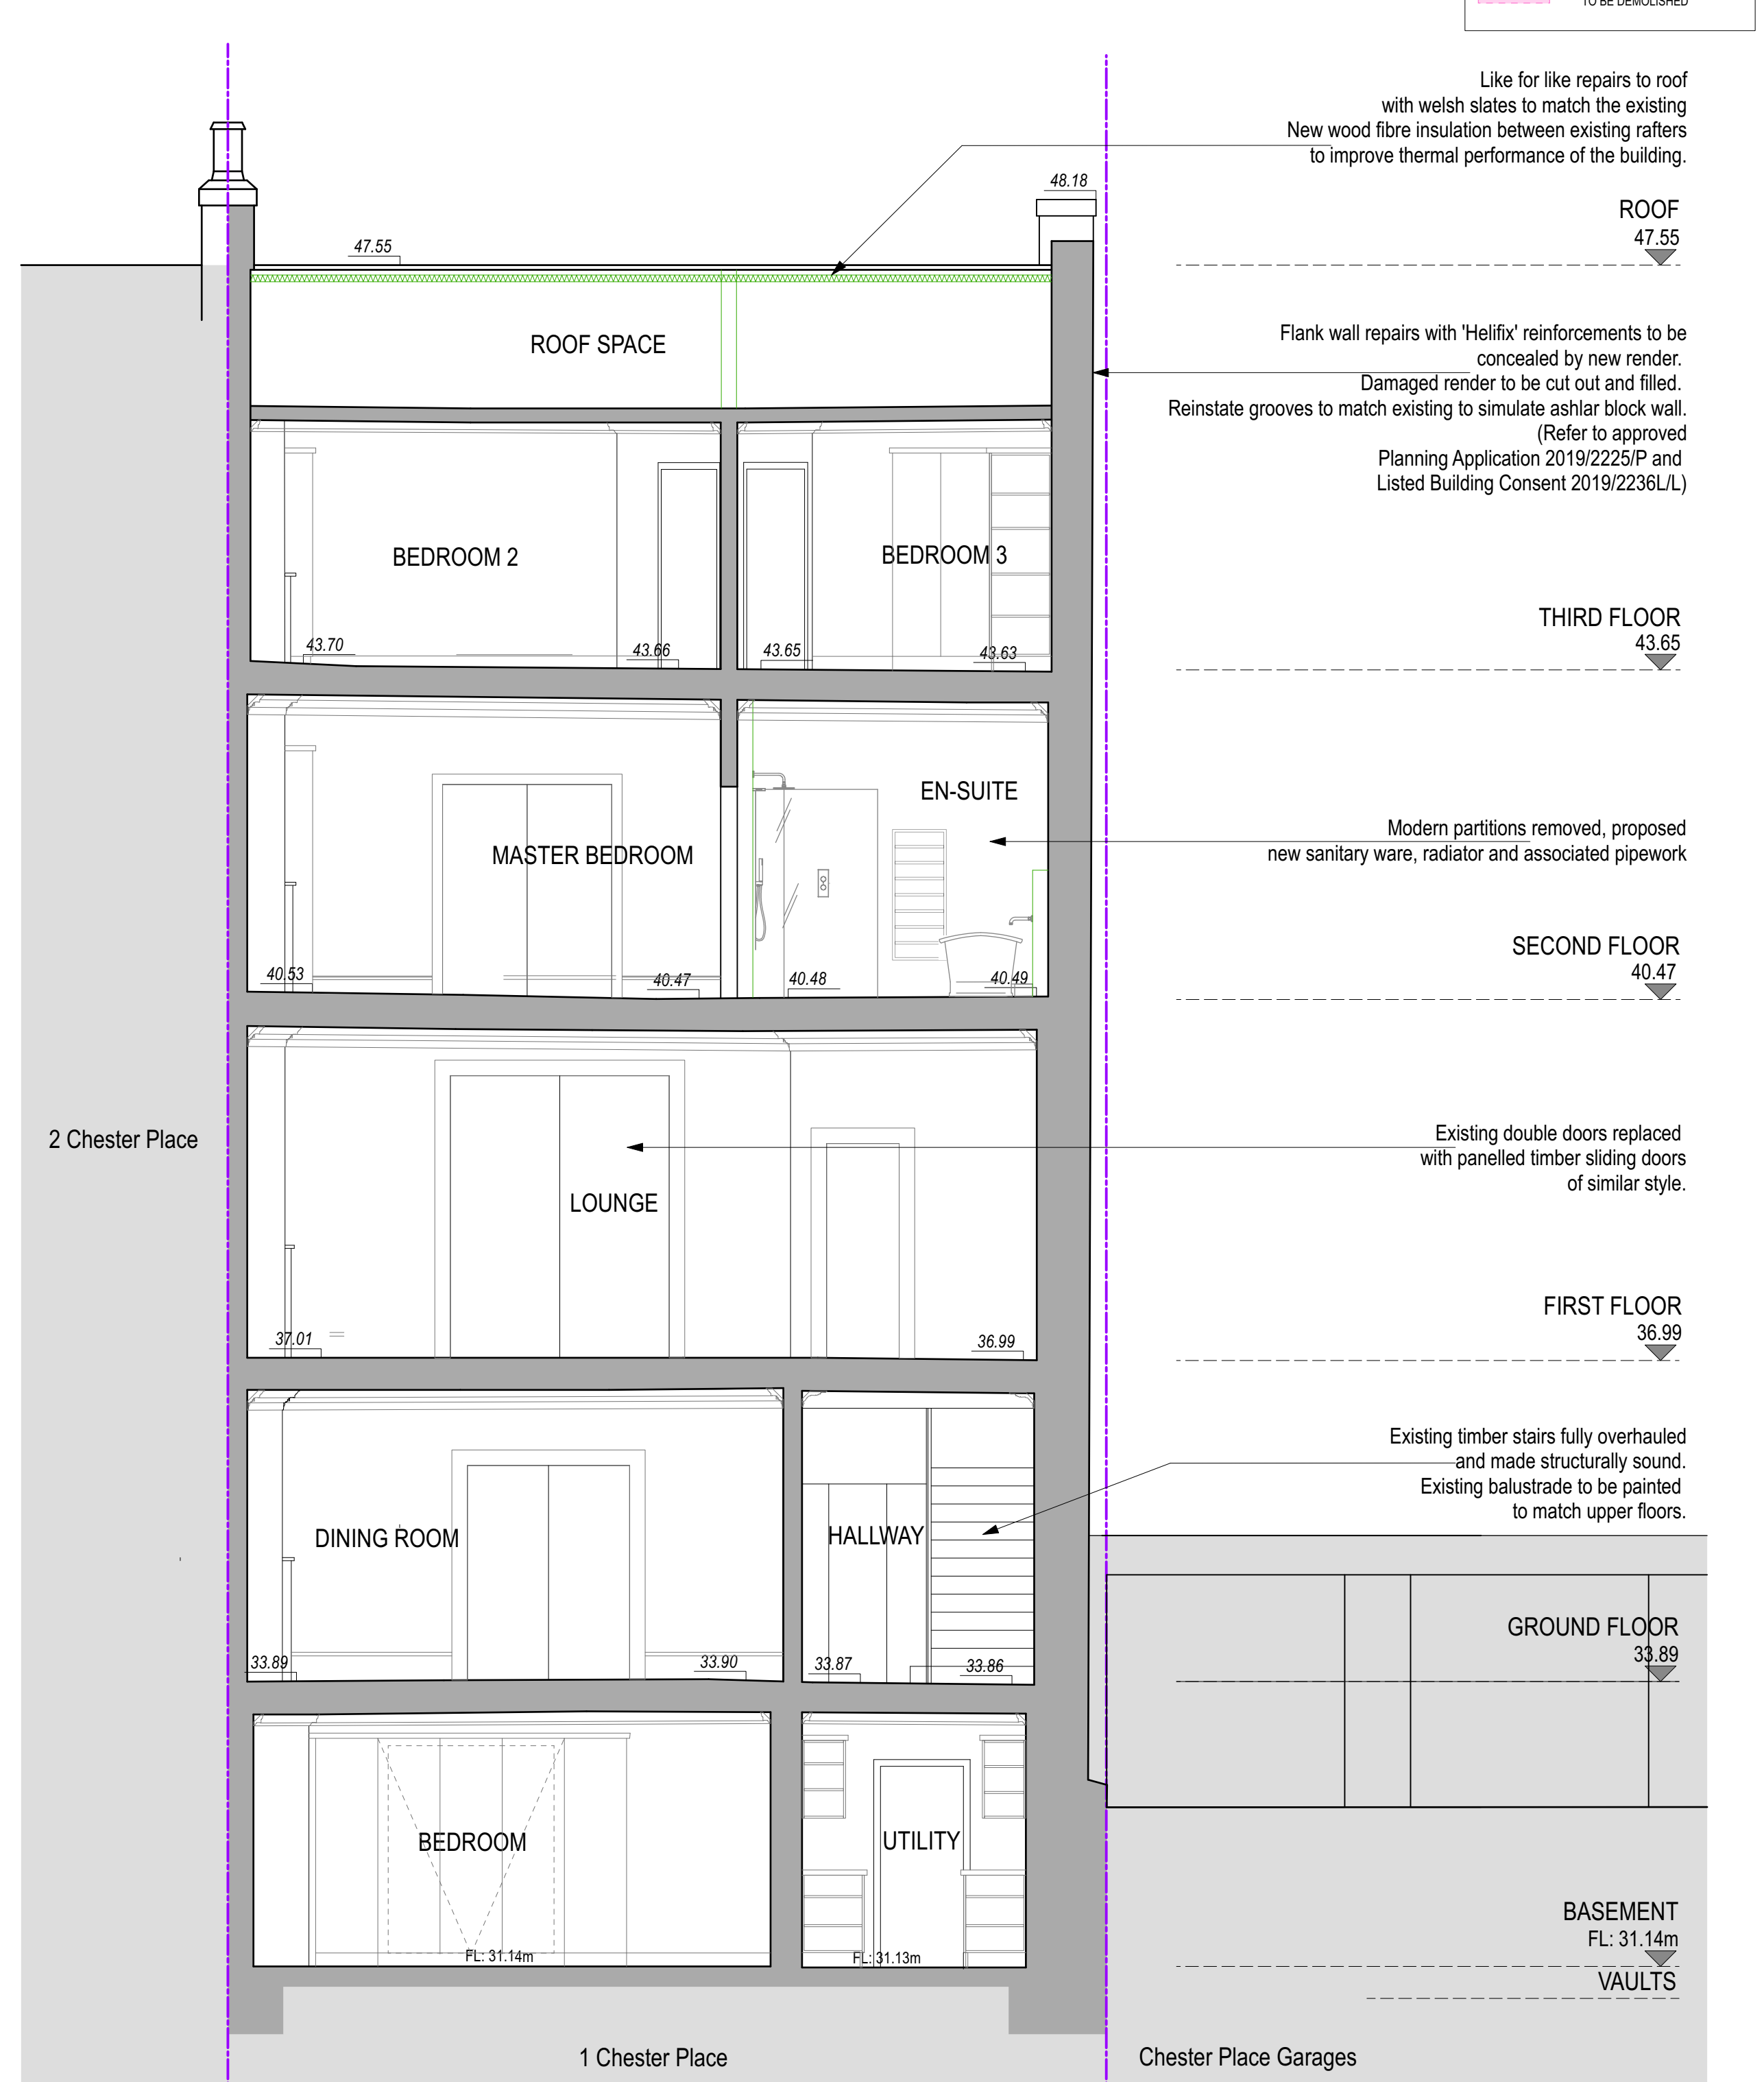 TO BE DEMOLISHED
Like for like repairs to roof
with welsh slates to match the existing
New wood fibre insulation between existing rafters
to improve thermal performance of the building.
48.18
ROOF
47.55
47.55
Flank wall repairs with 'Helifix' reinforcements to be
concealed by new render.
Damaged render to be cut out and filled.
Reinstate grooves to match existing to simulate ashlar block wall.
(Refer to approved
Planning Application 2019/2225/P and
Listed Building Consent 2019/2236L/L)
ROOF SPACE
BEDROOM 2
BEDROOM 3
THIRD FLOOR
43.65
43.70
43.66
43.65
43.63
EN-SUITE
Modern partitions removed, proposed
new sanitary ware, radiator and associated pipework
MASTER BEDROOM
SECOND FLOOR
40.47
40.53
40.47
40.48
40.49
2 Chester Place
Existing double doors replaced
with panelled timber sliding doors
of similar style.
LOUNGE
FIRST FLOOR
36.99
37.01
36.99
Existing timber stairs fully overhauled
and made structurally sound.
Existing balustrade to be painted
to match upper floors.
DINING ROOM
HALLWAY
GROUND FLOOR
33.89
33.89
33.90
33.87
33.86
BEDROOM
UTILITY
BASEMENT
FL: 31.14m
FL: 31.14m
FL: 31.13m
VAULTS
1 Chester Place
Chester Place Garages